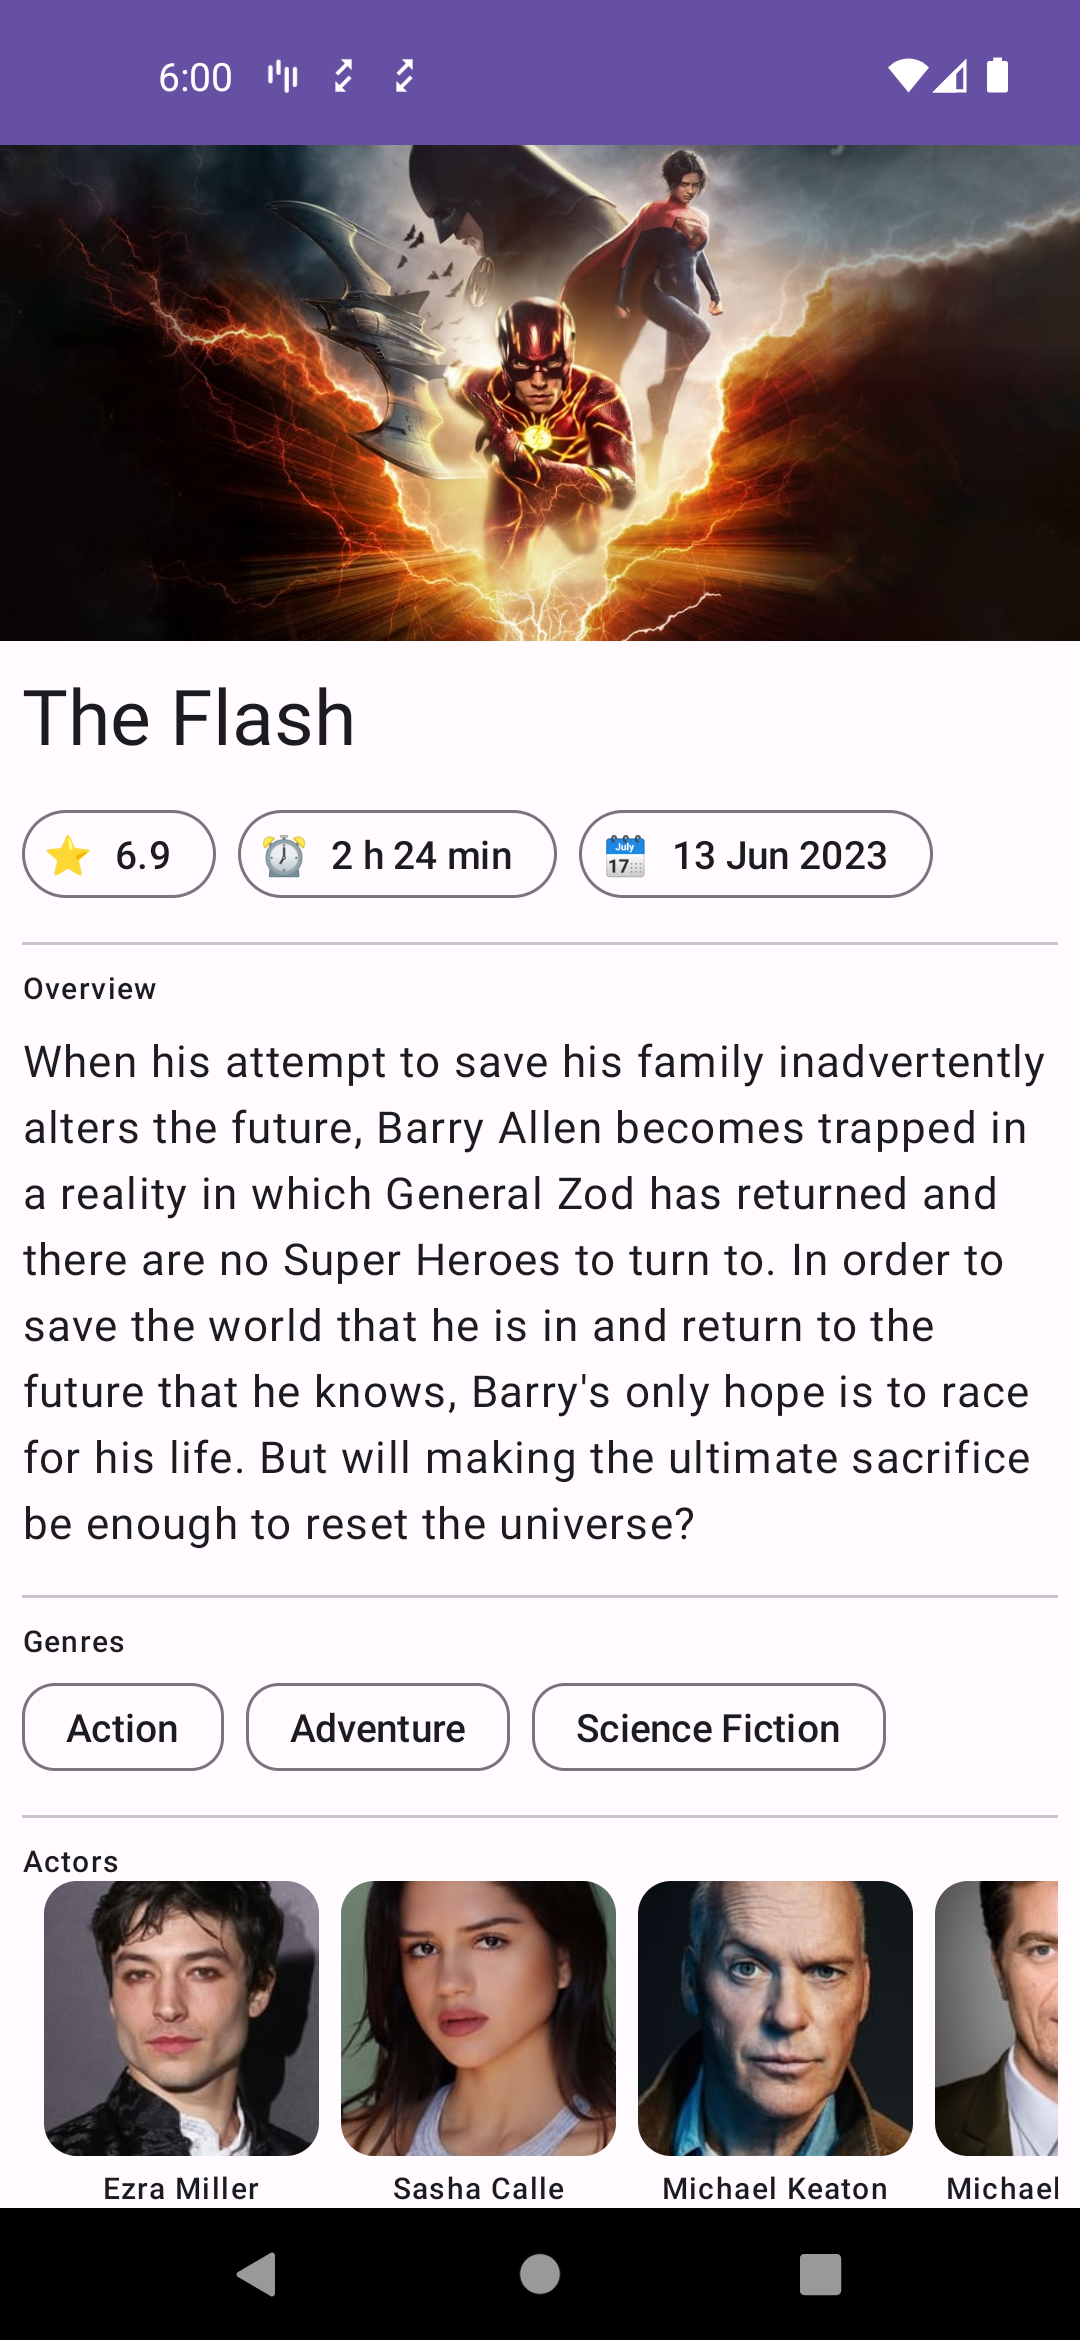 6:00
The Flash
6.9
2 h 24 min
July
17
13 Jun 2023
Overview
When his attempt to save his family inadvertently
alters the future, Barry Allen becomes trapped in
a reality in which General Zod has returned and
there are no Super Heroes to turn to. In order to
save the world that he is in and return to the
future that he knows, Barry's only hope is to race
for his life. But will making the ultimate sacrifice
be enough to reset the universe?
Genres
Action
Adventure
Science Fiction
Actors
Ezra Miller
Sasha Calle
Michael Keaton
Michael